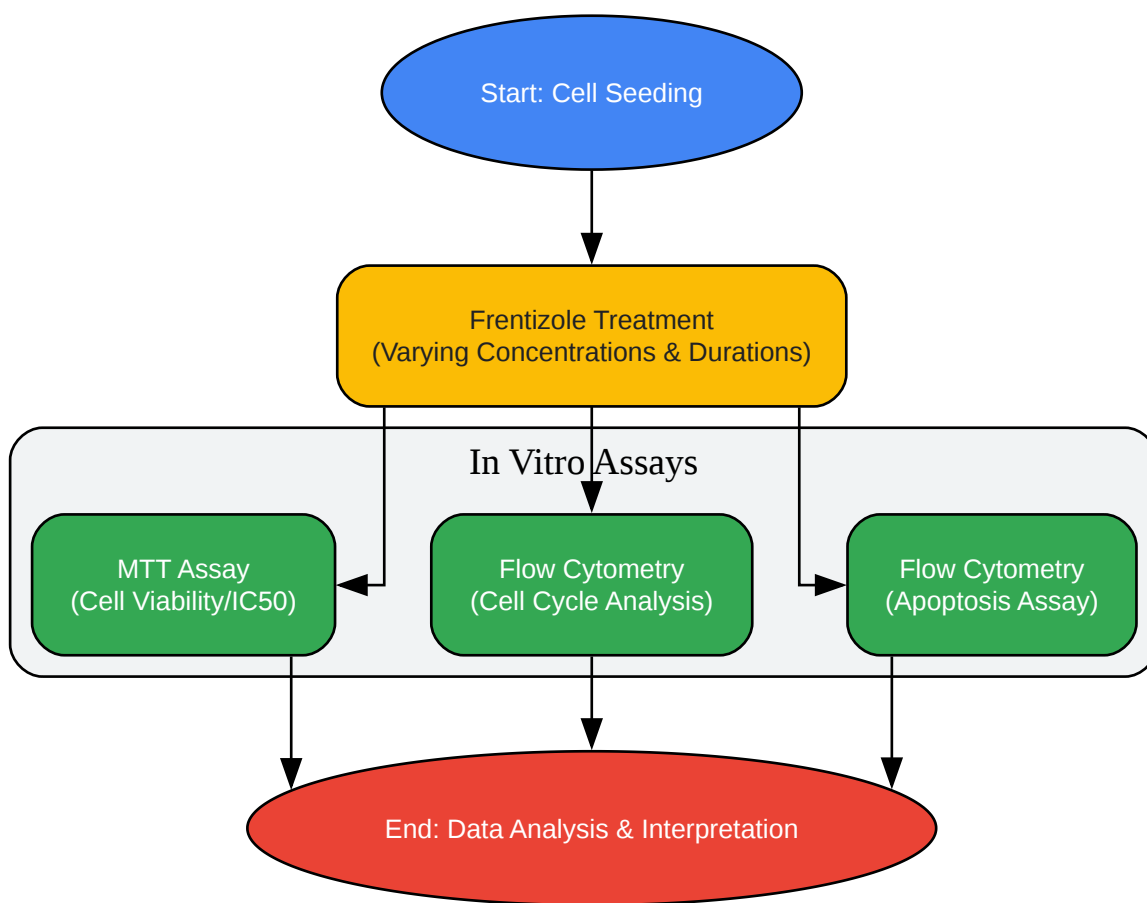 Start: Cell Seeding
Frentizole Treatment
(Varying Concentrations & Durations)
In Vitro Assays
MTT Assay
(Cell Viability/IC50)
Flow Cytometry
(Cell Cycle Analysis)
Flow Cytometry
(Apoptosis Assay)
End: Data Analysis & Interpretation